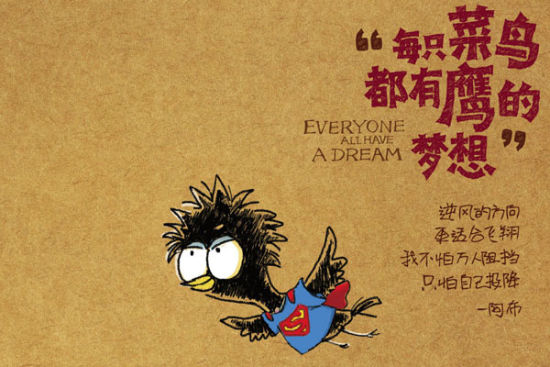 “每只菜鸟
都有鹰的
梦想”
EVERYONE
ALL HAVE
A DREAM
逆风的方向
更适合飞翔
我不怕万人阻挡
只怕自己投降
—阿布